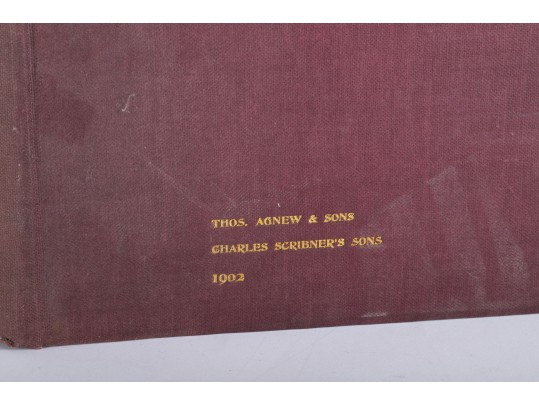 THOS. AGNEW & SONS
CHARLES SCRIBNER'S SONS
1902